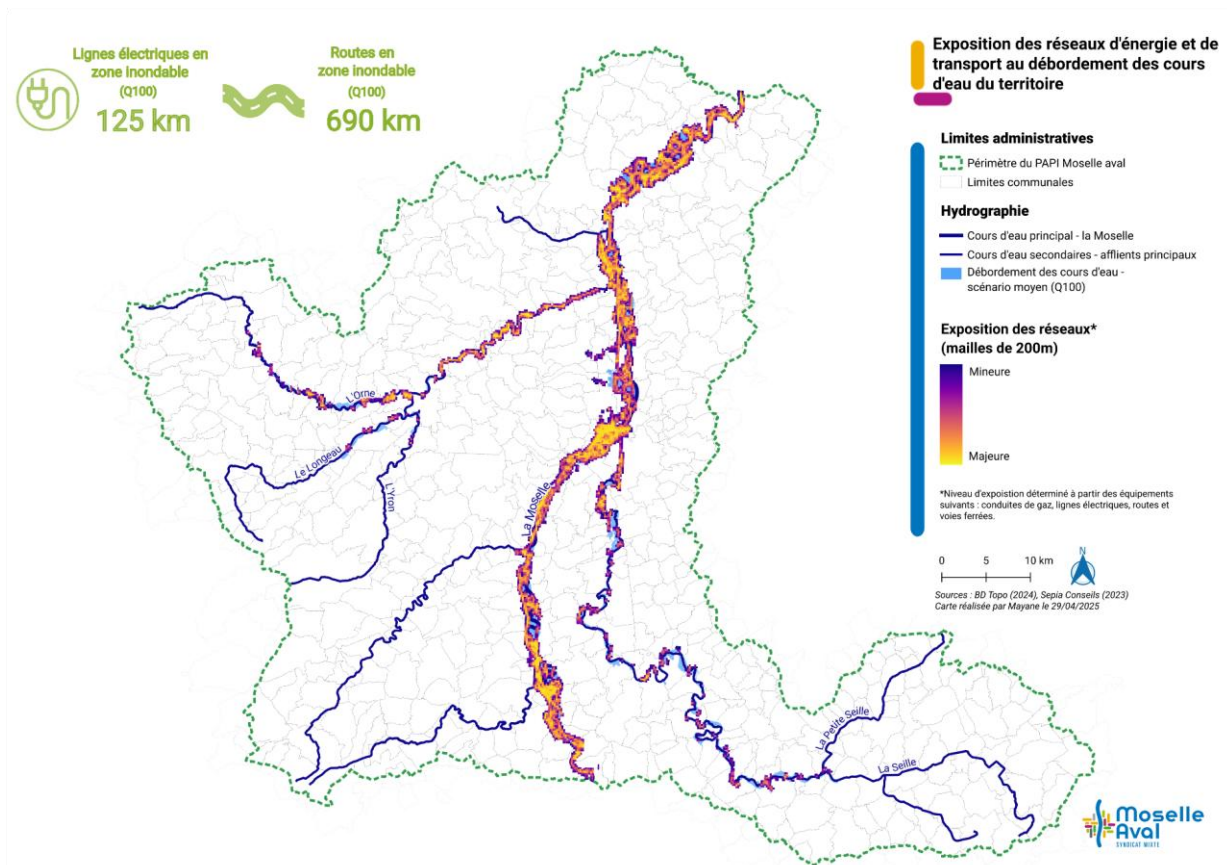 Lignes électriques en
zone inondable
(Q100)
125 km
Routes en
zone inondable
(Q100)
690 km
Exposition des réseaux d'énergie et de
transport au débordement des cours
d'eau du territoire
Limites administratives
Périmètre du PAPI Moselle aval
Limites communales
Hydrographie
Cours d'eau principal - la Moselle
Cours d'eau secondaires - afflients principaux
Débordement des cours d'eau -
scénario moyen (Q100)
Exposition des réseaux*
(mailles de 200m)
Mineure
Majeure
*Niveau d'expoistion déterminé à partir des équipements
suivants : conduites de gaz, lignes électriques, routes et
voies ferrées.
0 5 10 km
N
Sources : BD Topo (2024), Sepia Conseils (2023)
Carte réalisée par Mayane le 29/04/2025
L'Orne
Le Longeau
L'Yron
La Moselle
La Petite Seille
La Seille
Moselle
Aval
SYNDICAT MIXTE